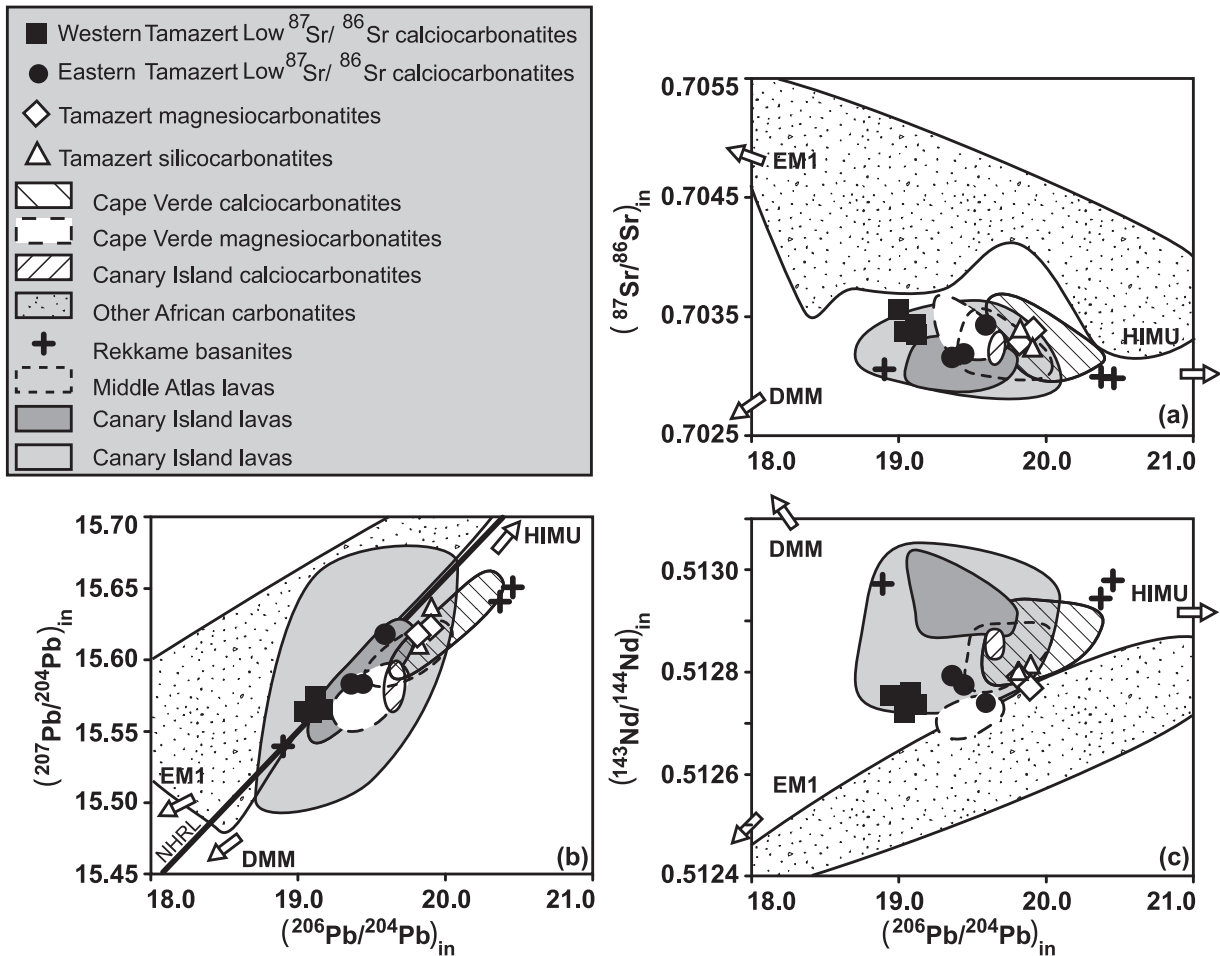 Western Tamazert Low ⁸⁷Sr/ ⁸⁶Sr calciocarbonatites
Eastern Tamazert Low ⁸⁷Sr/ ⁸⁶Sr calciocarbonatites
Tamazert magnesiocarbonatites
Tamazert silicocarbonatites
Cape Verde calciocarbonatites
Cape Verde magnesiocarbonatites
Canary Island calciocarbonatites
Other African carbonatites
Rekkame basanites
Middle Atlas lavas
Canary Island lavas
Canary Island lavas
0.7055
0.7045
0.7035
0.7025
(⁸⁷Sr/⁸⁶Sr)in
EM1
DMM
HIMU
(a)
18.0 19.0 20.0 21.0
15.70
15.65
15.60
15.55
15.50
15.45
(²⁰⁷Pb/²⁰⁴Pb)in
HIMU
EM1
NHRL
DMM
(b)
18.0 19.0 20.0 21.0
(²⁰⁶Pb/²⁰⁴Pb)in
0.5130
0.5128
0.5126
0.5124
(¹⁴³Nd/¹⁴⁴Nd)in
DMM
HIMU
EM1
(c)
18.0 19.0 20.0 21.0
(²⁰⁶Pb/²⁰⁴Pb)in